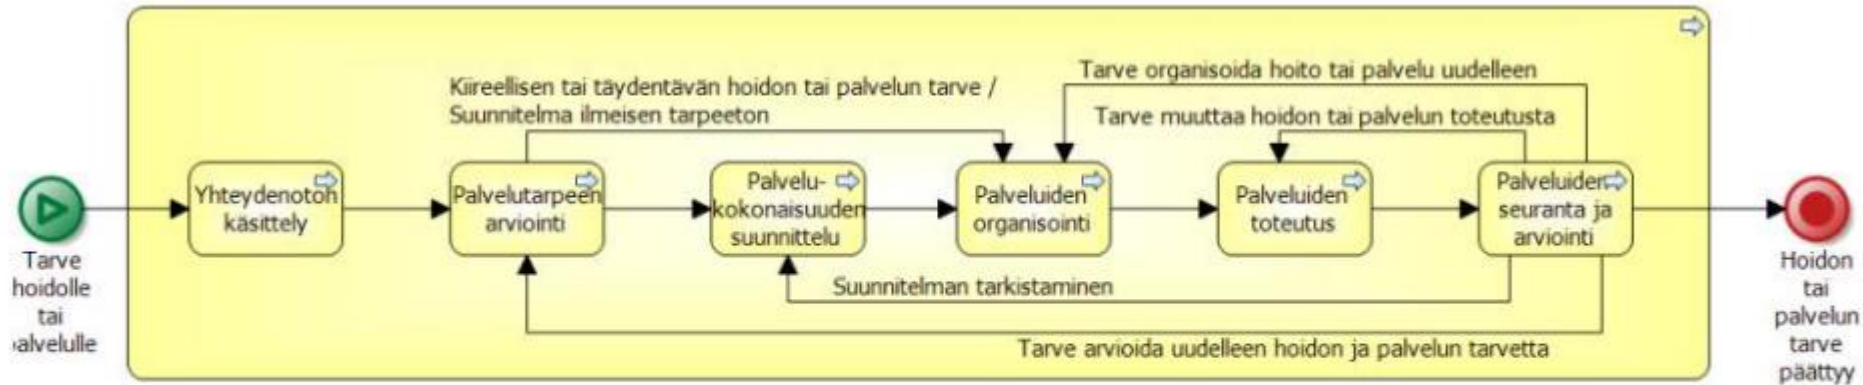 Tarve
hoidolle
tai
palvelulle
Yhteydenoton
käsittely
Kiireellisen tai täydentävän hoidon tai palvelun tarve /
Suunnitelma ilmeisen tarpeeton
Palvelutarpeen
arviointi
Palvelu-
kokonaisuuden
suunnittelu
Palveluiden
organisointi
Tarve organisoida hoito tai palvelu uudelleen
Tarve muuttaa hoidon tai palvelun toteutusta
Palveluiden
toteutus
Palveluiden
seuranta ja
arviointi
Suunnitelman tarkistaminen
Tarve arvioida uudelleen hoidon ja palvelun tarvetta
Hoidon
tai
palvelun
tarve
päättyy